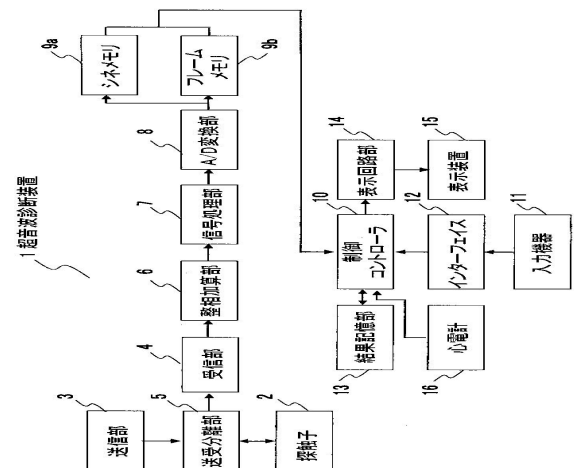 1 超音波診断装置
3
送信部
5
送受分離部
2
探触子
4
受信部
6
整相加算部
7
信号処理部
8
A/D変換部
9a
シネメモリ
9b
フレーム
メモリ
13
結果記憶部
16
心電計
10
制御
コントローラ
12
インターフェイス
11
入力機器
14
表示回路部
15
表示装置